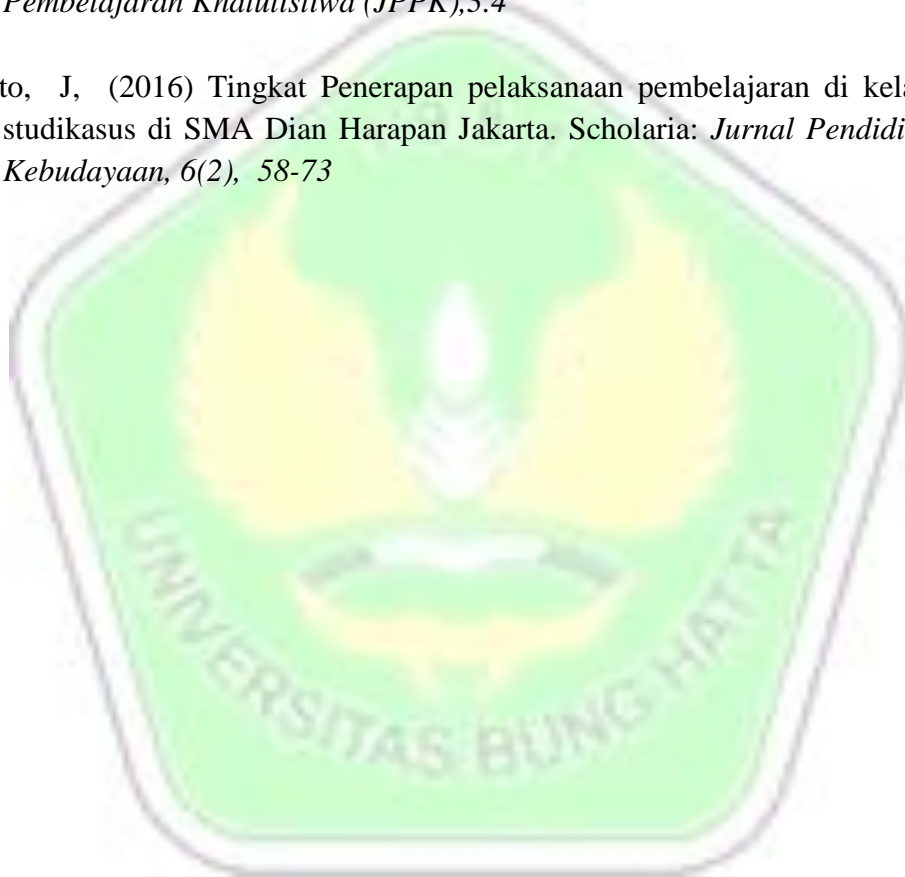 Pembelajaran Khatulistiwa (JPPK),5.4
to, J, (2016) Tingkat Penerapan pelaksanaan pembelajaran di kela
studikasus di SMA Dian Harapan Jakarta. Scholaria: Jurnal Pendidi
Kebudayaan, 6(2), 58-73
UNIVERSITAS BUNG HATTA